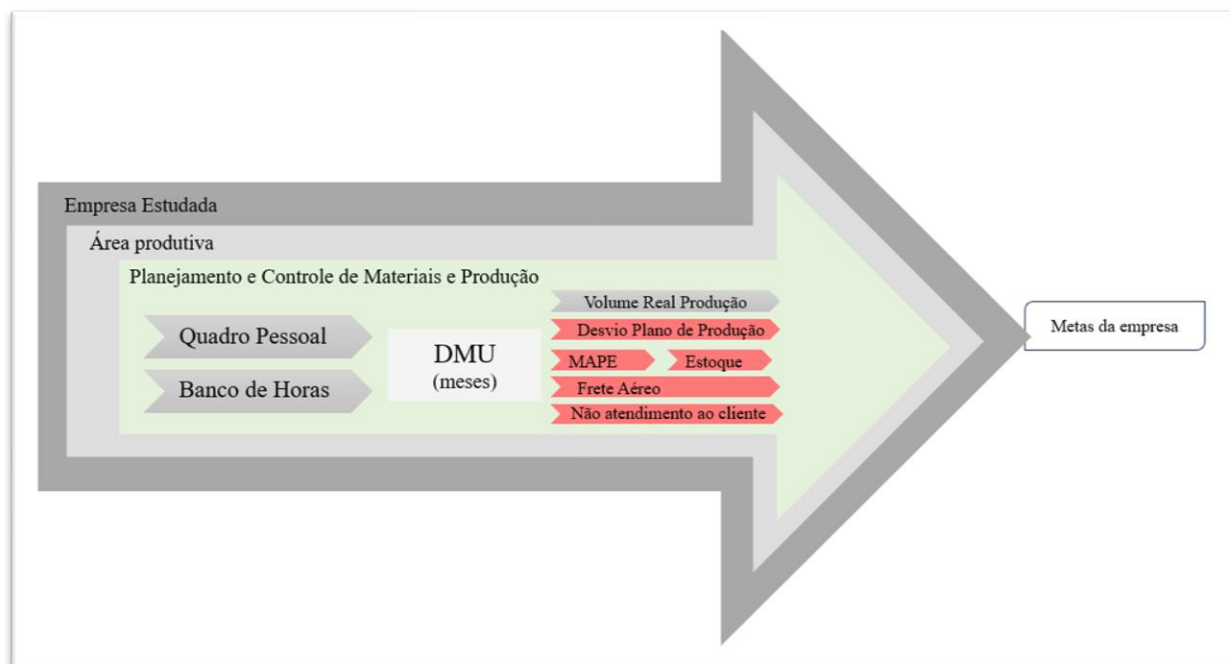 Empresa Estudada
Área produtiva
Planejamento e Controle de Materiais e Produção
Quadro Pessoal
Banco de Horas
DMU
(meses)
Volume Real Produção
Desvio Plano de Produção
MAPE
Estoque
Frete Aéreo
Não atendimento ao cliente
Metas da empresa